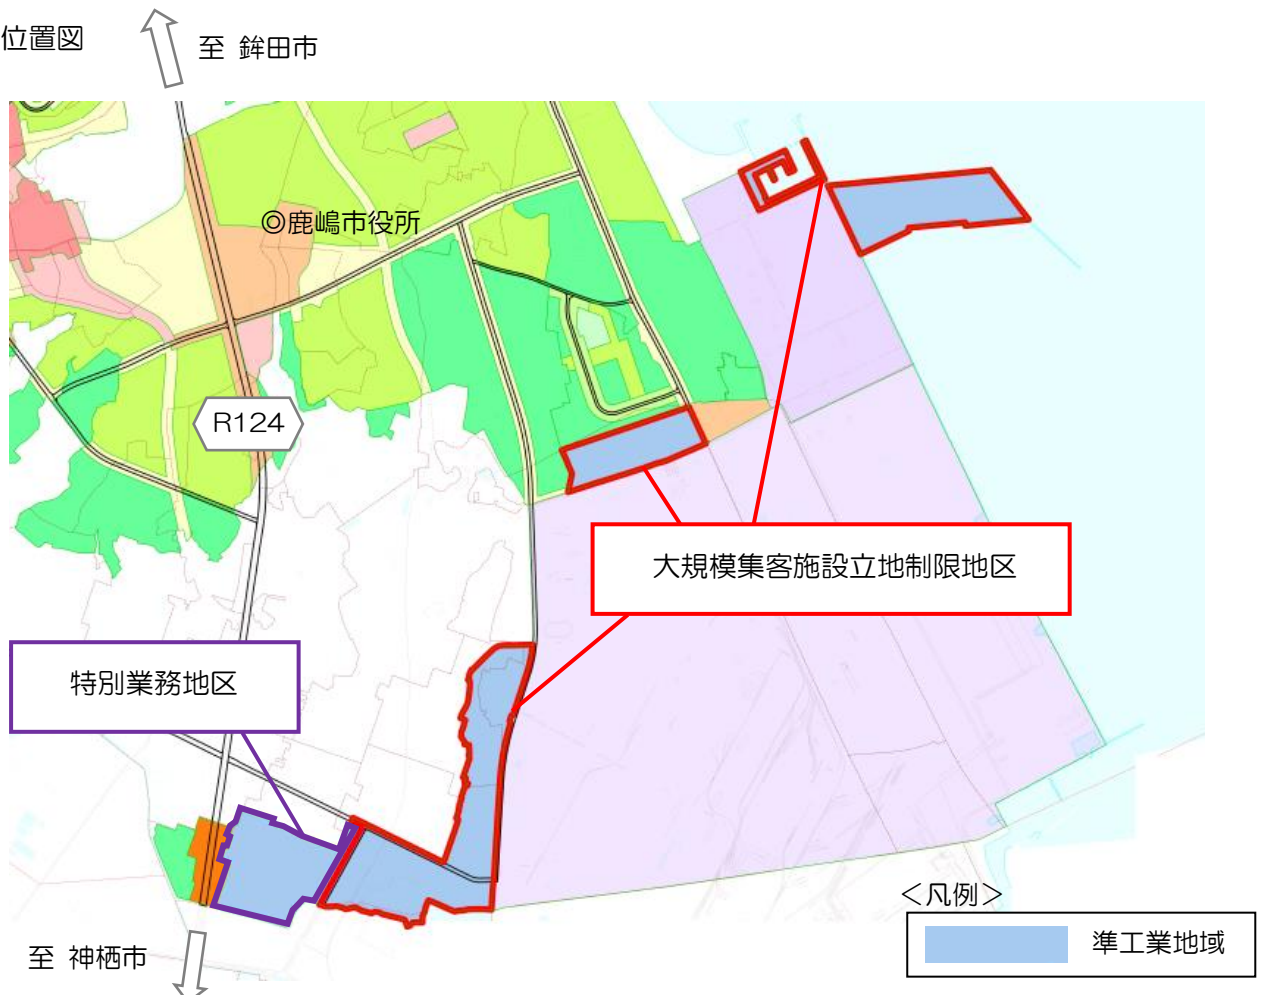 位置図
至 鉾田市
◎鹿嶋市役所
R124
大規模集客施設立地制限地区
特別業務地区
<凡例>
準工業地域
至 神栖市